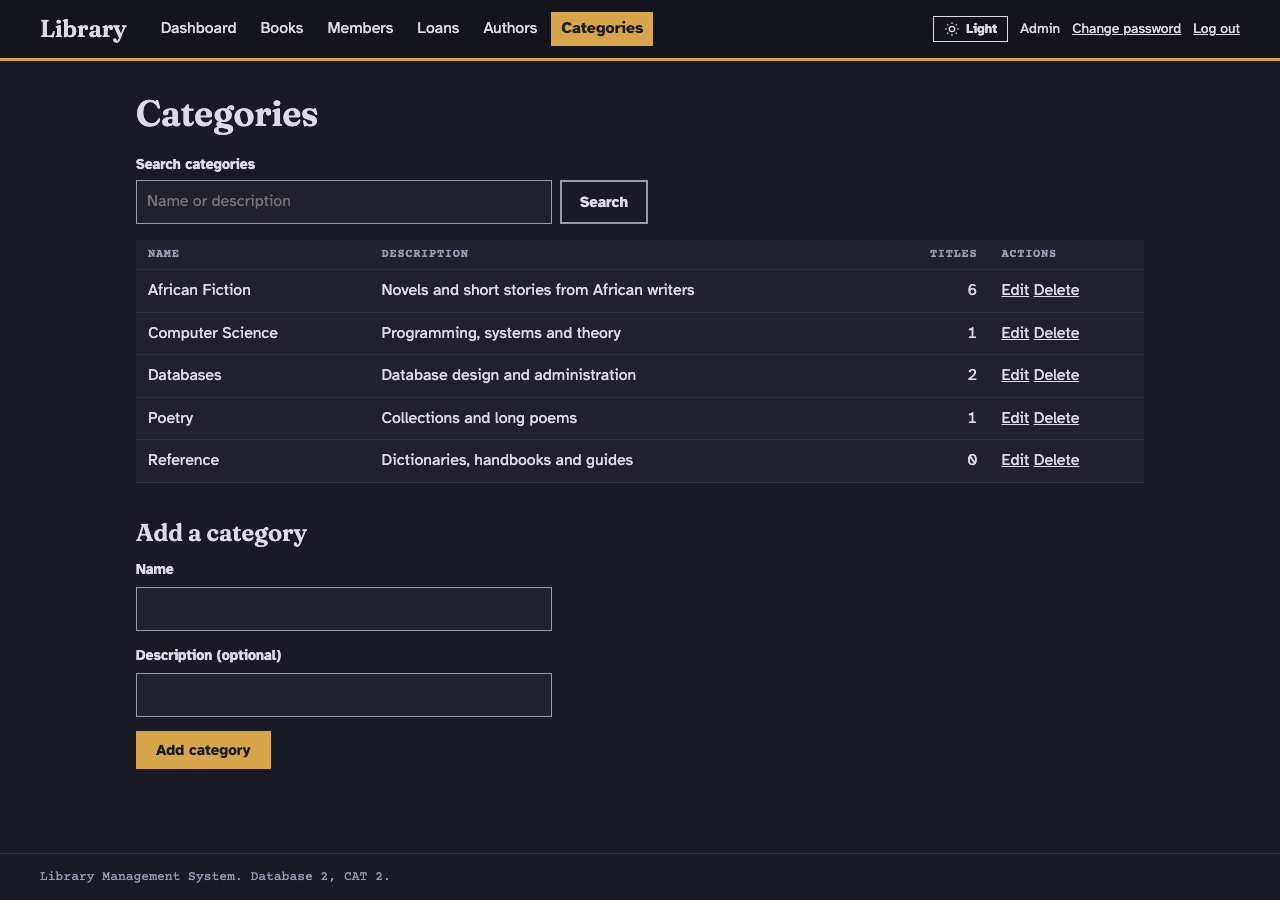 Library Dashboard Books Members Loans Authors Categories Light Admin Change password Log out
Categories
Search categories
Name or description Search
NAME DESCRIPTION TITLES ACTIONS
African Fiction Novels and short stories from African writers 6 Edit Delete
Computer Science Programming, systems and theory 1 Edit Delete
Databases Database design and administration 2 Edit Delete
Poetry Collections and long poems 1 Edit Delete
Reference Dictionaries, handbooks and guides 0 Edit Delete
Add a category
Name
Description (optional)
Add category
Library Management System. Database 2, CAT 2.